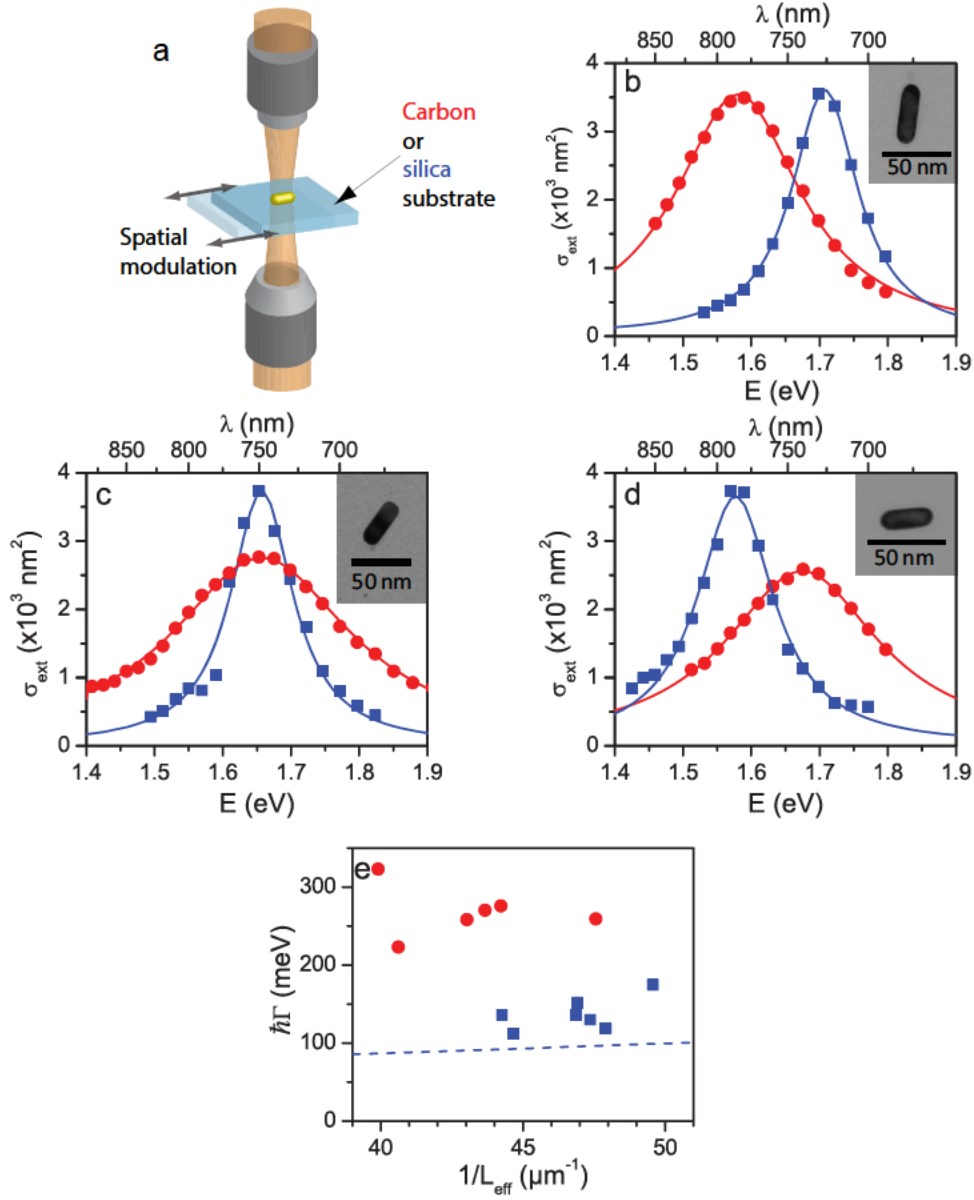 a
Carbon
or
silica
substrate
Spatial
modulation
λ (nm)
850 800 750 700
b
4
3
2
1
0
σext (x10³ nm²)
50 nm
1.4 1.5 1.6 1.7 1.8 1.9
E (eV)
λ (nm)
850 800 750 700
c
4
3
2
1
0
σext (x10³ nm²)
50 nm
1.4 1.5 1.6 1.7 1.8 1.9
E (eV)
λ (nm)
850 800 750 700
d
4
3
2
1
0
σext (x10³ nm²)
50 nm
1.4 1.5 1.6 1.7 1.8 1.9
E (eV)
e
300
200
100
0
ℏΓ (meV)
40 45 50
1/Leff (μm⁻¹)